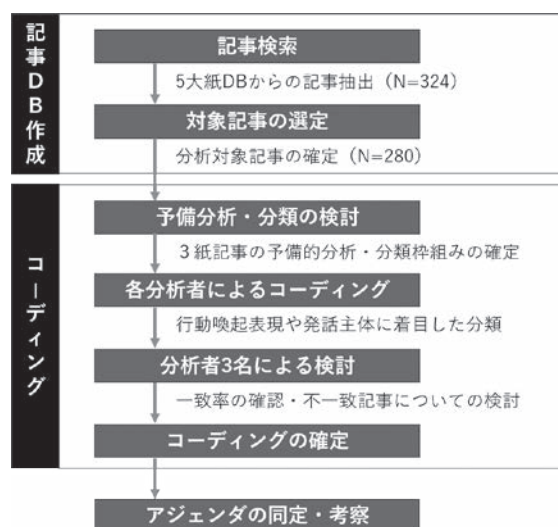 記事DB作成
記事検索
5大紙DBからの記事抽出（N=324）
対象記事の選定
分析対象記事の確定（N=280）
コーディング
予備分析・分類の検討
３紙記事の予備的分析・分類枠組みの確定
各分析者によるコーディング
行動喚起表現や発話主体に着目した分類
分析者3名による検討
一致率の確認・不一致記事についての検討
コーディングの確定
アジェンダの同定・考察